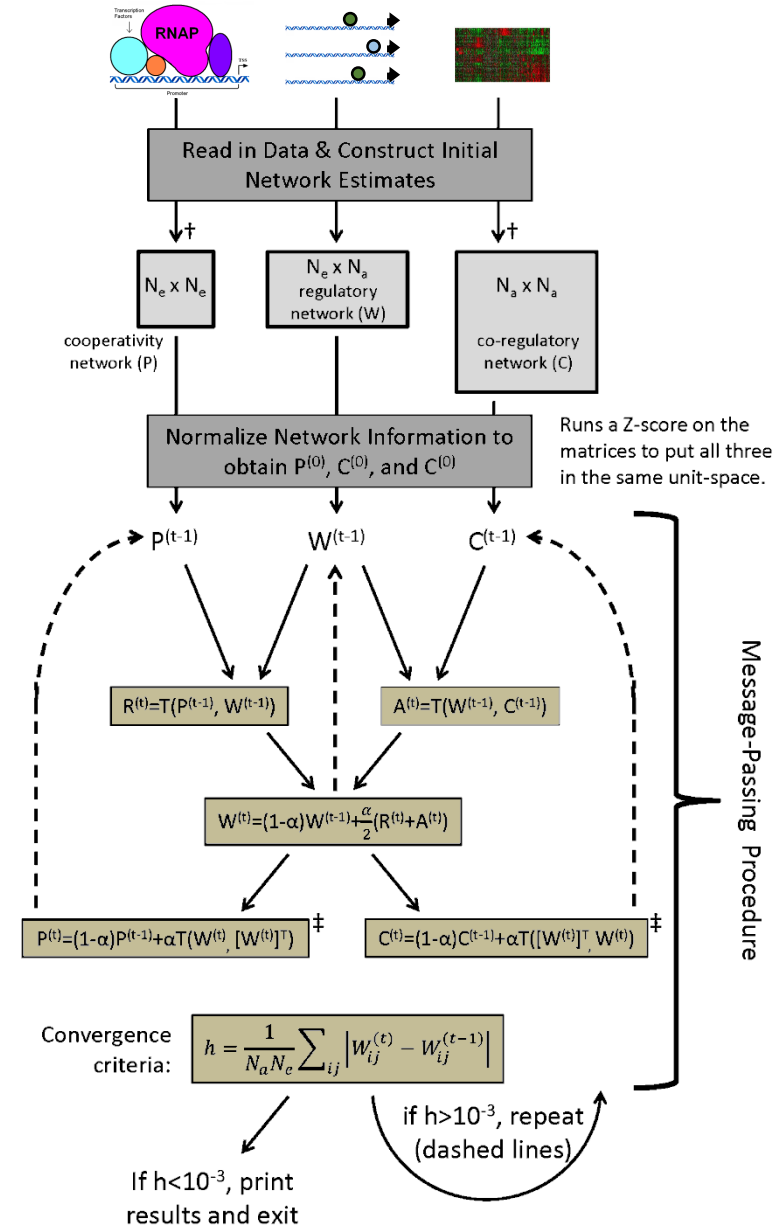 Transcription
Factors
RNAP
TSS
Promoter
Read in Data & Construct Initial
Network Estimates
†
†
Nₑ x Nₑ
Nₑ x Nₐ
regulatory
network (W)
Nₐ x Nₐ
co-regulatory
network (C)
cooperativity
network (P)
Normalize Network Information to
obtain P⁽⁰⁾, C⁽⁰⁾, and C⁽⁰⁾
Runs a Z-score on the
matrices to put all three
in the same unit-space.
P⁽ᵗ⁻¹⁾
W⁽ᵗ⁻¹⁾
C⁽ᵗ⁻¹⁾
R⁽ᵗ⁾=T(P⁽ᵗ⁻¹⁾, W⁽ᵗ⁻¹⁾)
A⁽ᵗ⁾=T(W⁽ᵗ⁻¹⁾, C⁽ᵗ⁻¹⁾)
W⁽ᵗ⁾=(1-α)W⁽ᵗ⁻¹⁾+α/2(R⁽ᵗ⁾+A⁽ᵗ⁾)
P⁽ᵗ⁾=(1-α)P⁽ᵗ⁻¹⁾+αT(W⁽ᵗ⁾, [W⁽ᵗ⁾]ᵀ) ‡
C⁽ᵗ⁾=(1-α)C⁽ᵗ⁻¹⁾+αT([W⁽ᵗ⁾]ᵀ, W⁽ᵗ⁾) ‡
Message-Passing Procedure
Convergence
criteria:
h = 1/(NₐNₑ) ∑ᵢⱼ |Wᵢⱼ⁽ᵗ⁾ − Wᵢⱼ⁽ᵗ⁻¹⁾|
if h>10⁻³, repeat
(dashed lines)
If h<10⁻³, print
results and exit